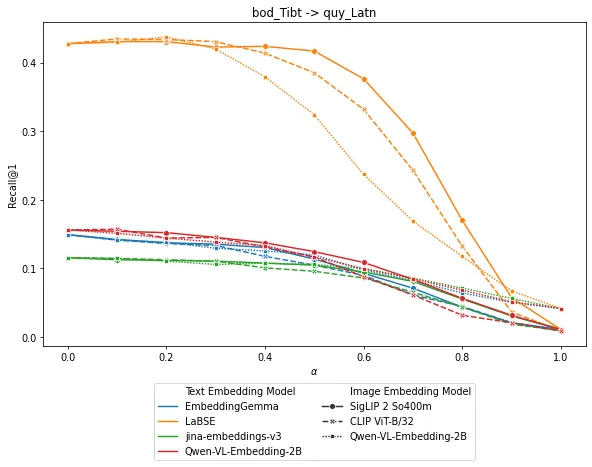 bod_Tibt -> quy_Latn
Recall@1
0.4
0.3
0.2
0.1
0.0
0.0 0.2 0.4 0.6 0.8 1.0
α
Text Embedding Model Image Embedding Model
EmbeddingGemma SigLIP 2 So400m
LaBSE CLIP ViT-B/32
jina-embeddings-v3 Qwen-VL-Embedding-2B
Qwen-VL-Embedding-2B